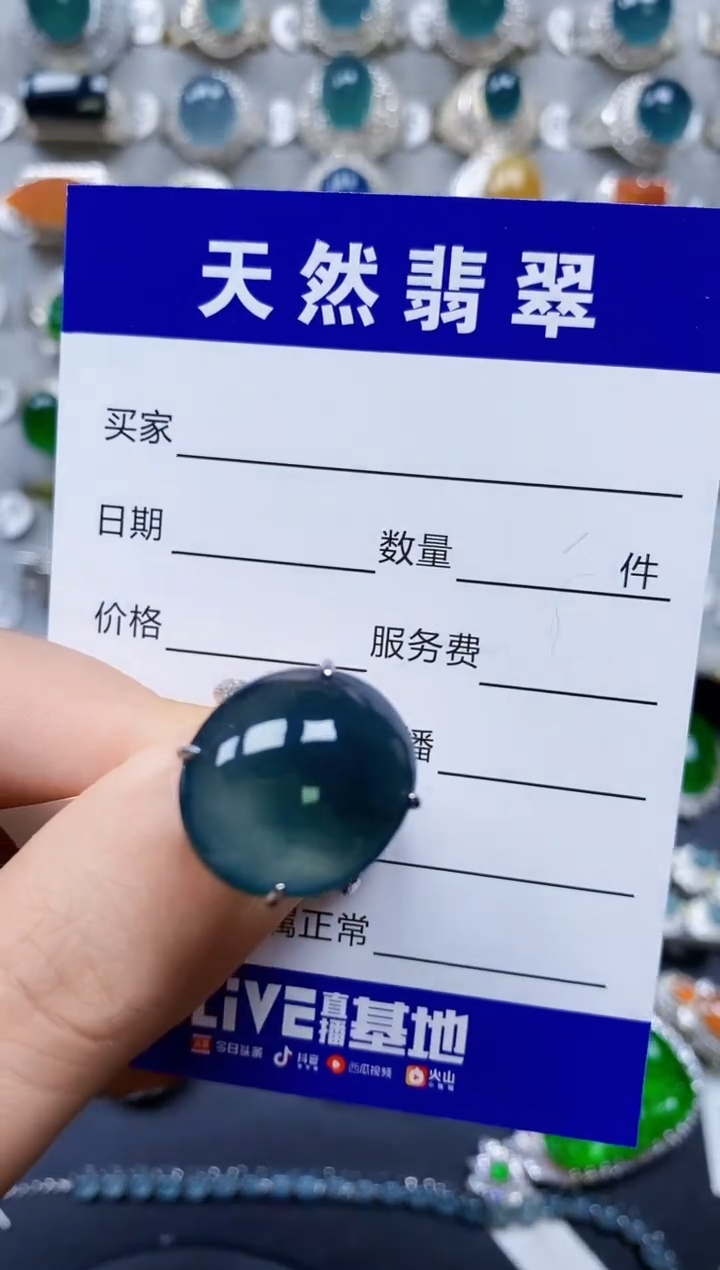 天然翡翠
买家
日期 数量 件
价格 服务费
播
属正常
LIVE直播基地
今日头条 抖音 西瓜视频 火山